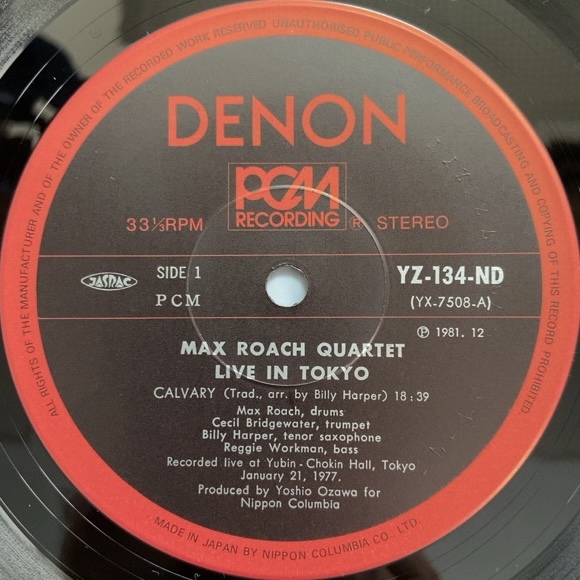 ALL RIGHTS OF THE MANUFACTURER AND OF THE OWNER OF THE RECORDED WORK RESERVED UNAUTHORISED PUBLIC PERFORMANCE BROADCASTING AND COPYING OF THIS RECORD PROHIBITED.
DENON
PCM
RECORDING
33⅓RPM
® STEREO
JASRAC
SIDE 1
PCM
YZ-134-ND
(YX-7508-A)
℗ 1981. 12
MAX ROACH QUARTET
LIVE IN TOKYO
CALVARY (Trad., arr. by Billy Harper) 18:39
Max Roach, drums
Cecil Bridgewater, trumpet
Billy Harper, tenor saxophone
Reggie Workman, bass
Recorded live at Yubin-Chokin Hall, Tokyo
January 21, 1977.
Produced by Yoshio Ozawa for
Nippon Columbia
MADE IN JAPAN BY NIPPON COLUMBIA CO. LTD.